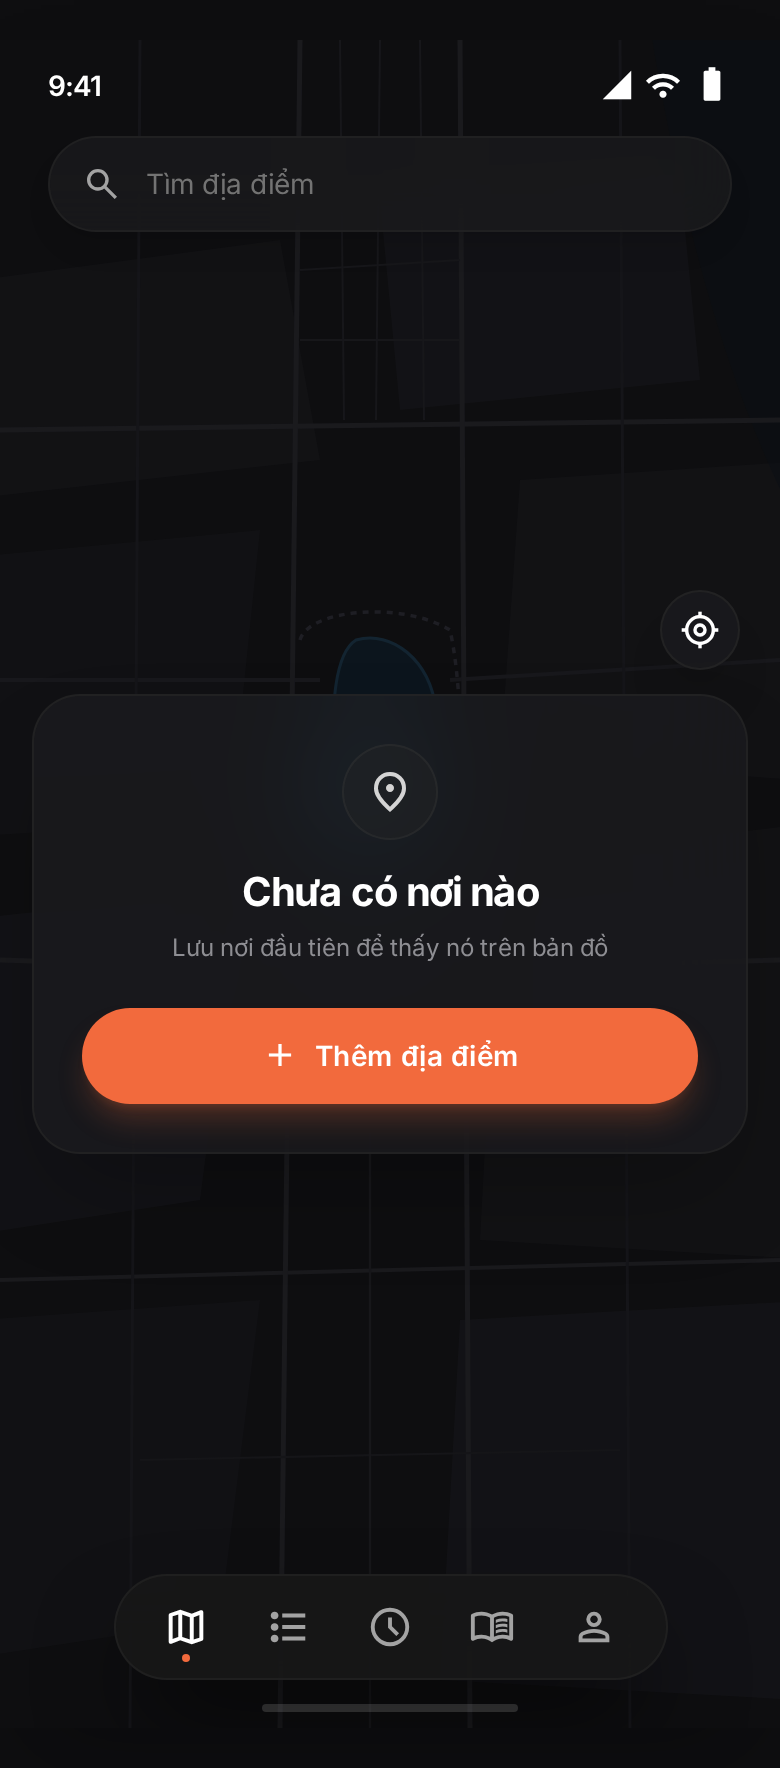 9:41
Tìm địa điểm
Chưa có nơi nào
Lưu nơi đầu tiên để thấy nó trên bản đồ
Thêm địa điểm